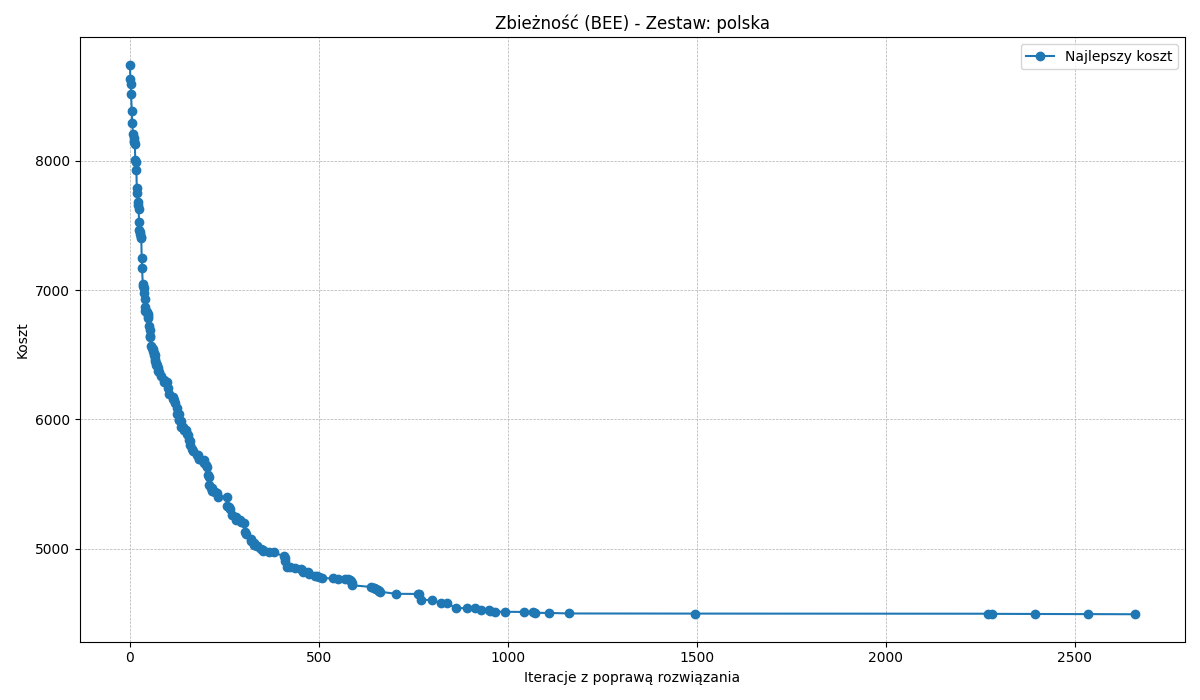 Zbieżność (BEE) - Zestaw: polska
Najlepszy koszt
Koszt
8000
7000
6000
5000
0 500 1000 1500 2000 2500
Iteracje z poprawą rozwiązania